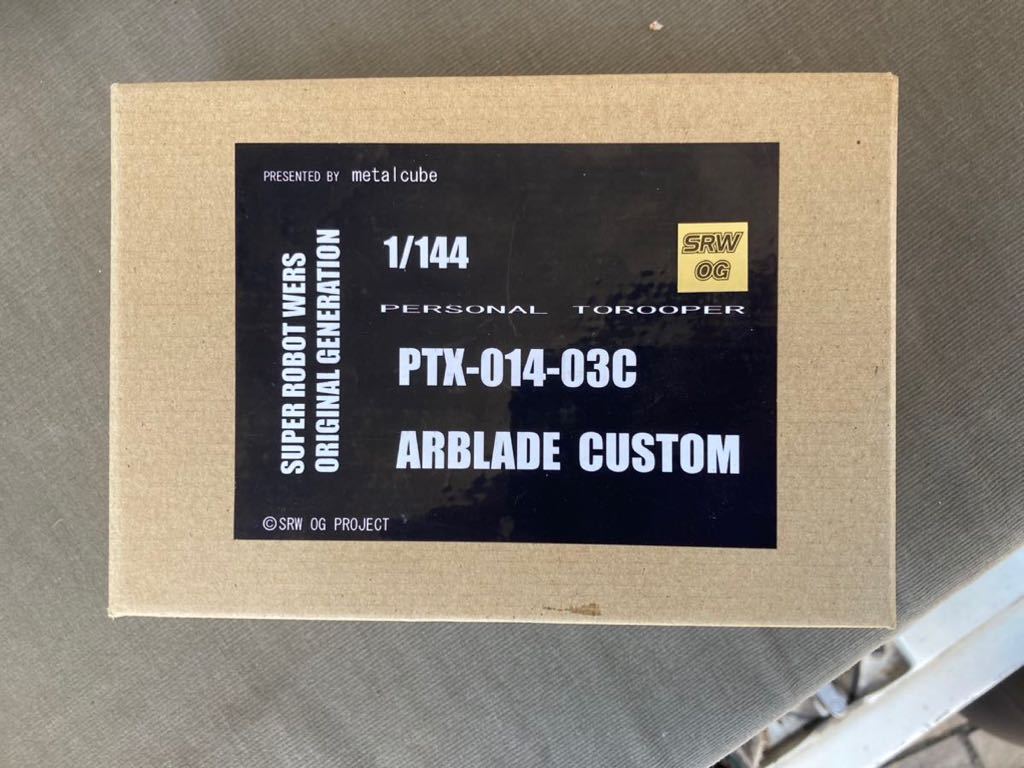 PRESENTED BY metalcube
SUPER ROBOT WERS
ORIGINAL GENERATION
1/144
SRW
OG
PERSONAL TOROOPER
PTX-014-03C
ARBLADE CUSTOM
©SRW OG PROJECT